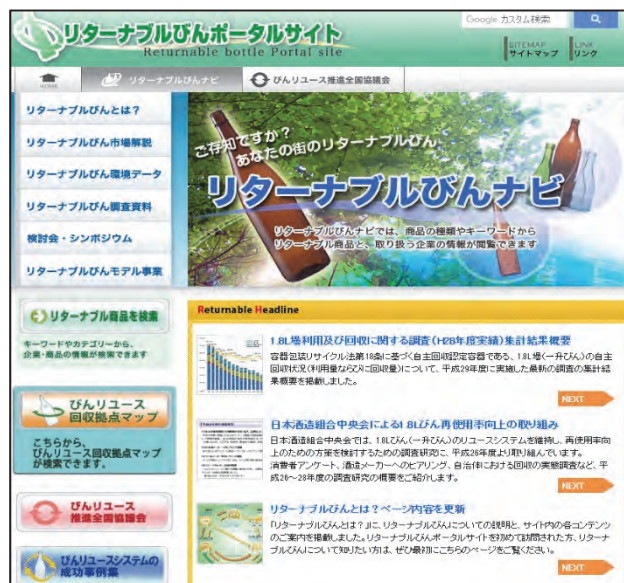 リターナブルびんポータルサイト
Returnable bottle Portal site
Google カスタム検索
SITEMAP
サイトマップ
LINK
リンク
HOME
リターナブルびんナビ
びんリユース推進全国協議会
リターナブルびんとは？
リターナブルびん市場解説
リターナブルびん環境データ
リターナブルびん調査資料
検討会・シンポジウム
リターナブルびんモデル事業
ご存知ですか？
あなたの街のリターナブルびん
リターナブルびんナビ
リターナブルびんナビでは、商品の種類やキーワードから
リターナブル商品と、取り扱う企業の情報が閲覧できます
リターナブル商品を検索
キーワードやカテゴリーから、
企業・商品の情報が検索できます
びんリユース
回収拠点マップ
こちらから、
びんリユース回収拠点マップ
が検索できます。
びんリユース
推進全国協議会
びんリユースシステムの
成功事例集
Returnable Headline
1.8L壜利用及び回収に関する調査(H28年度実績)集計結果概要
容器包装リサイクル法第18条に基づく自主回収認定容器である、1.8L壜(一升びん)の自
主回収状況(利用量ならびに回収量)について、平成29年度に実施した最新の調査の集計結
果概要を掲載しました。
NEXT
日本酒造組合中央会による1.8Lびん再使用率向上の取り組み
日本酒造組合中央会では、1.8Lびん(一升びん)のリユースシステムを維持し、再使用率向
上のための方策を検討するための調査研究に、平成26年度より取り組んでいます。
消費者アンケート、酒造メーカーへのヒアリング、自治体における回収の実態調査など、平
成26～28年度の調査研究の概要をご紹介します。
NEXT
リターナブルびんとは？ページ内容を更新
「リターナブルびんとは？」に、リターナブルびんについての説明と、サイト内の各コンテンツ
のご案内を掲載しました。リターナブルびんポータルサイトを初めて訪問された方、リターナ
ブルびんについて知りたい方は、ぜひ最初にこちらのページをご覧ください。
NEXT